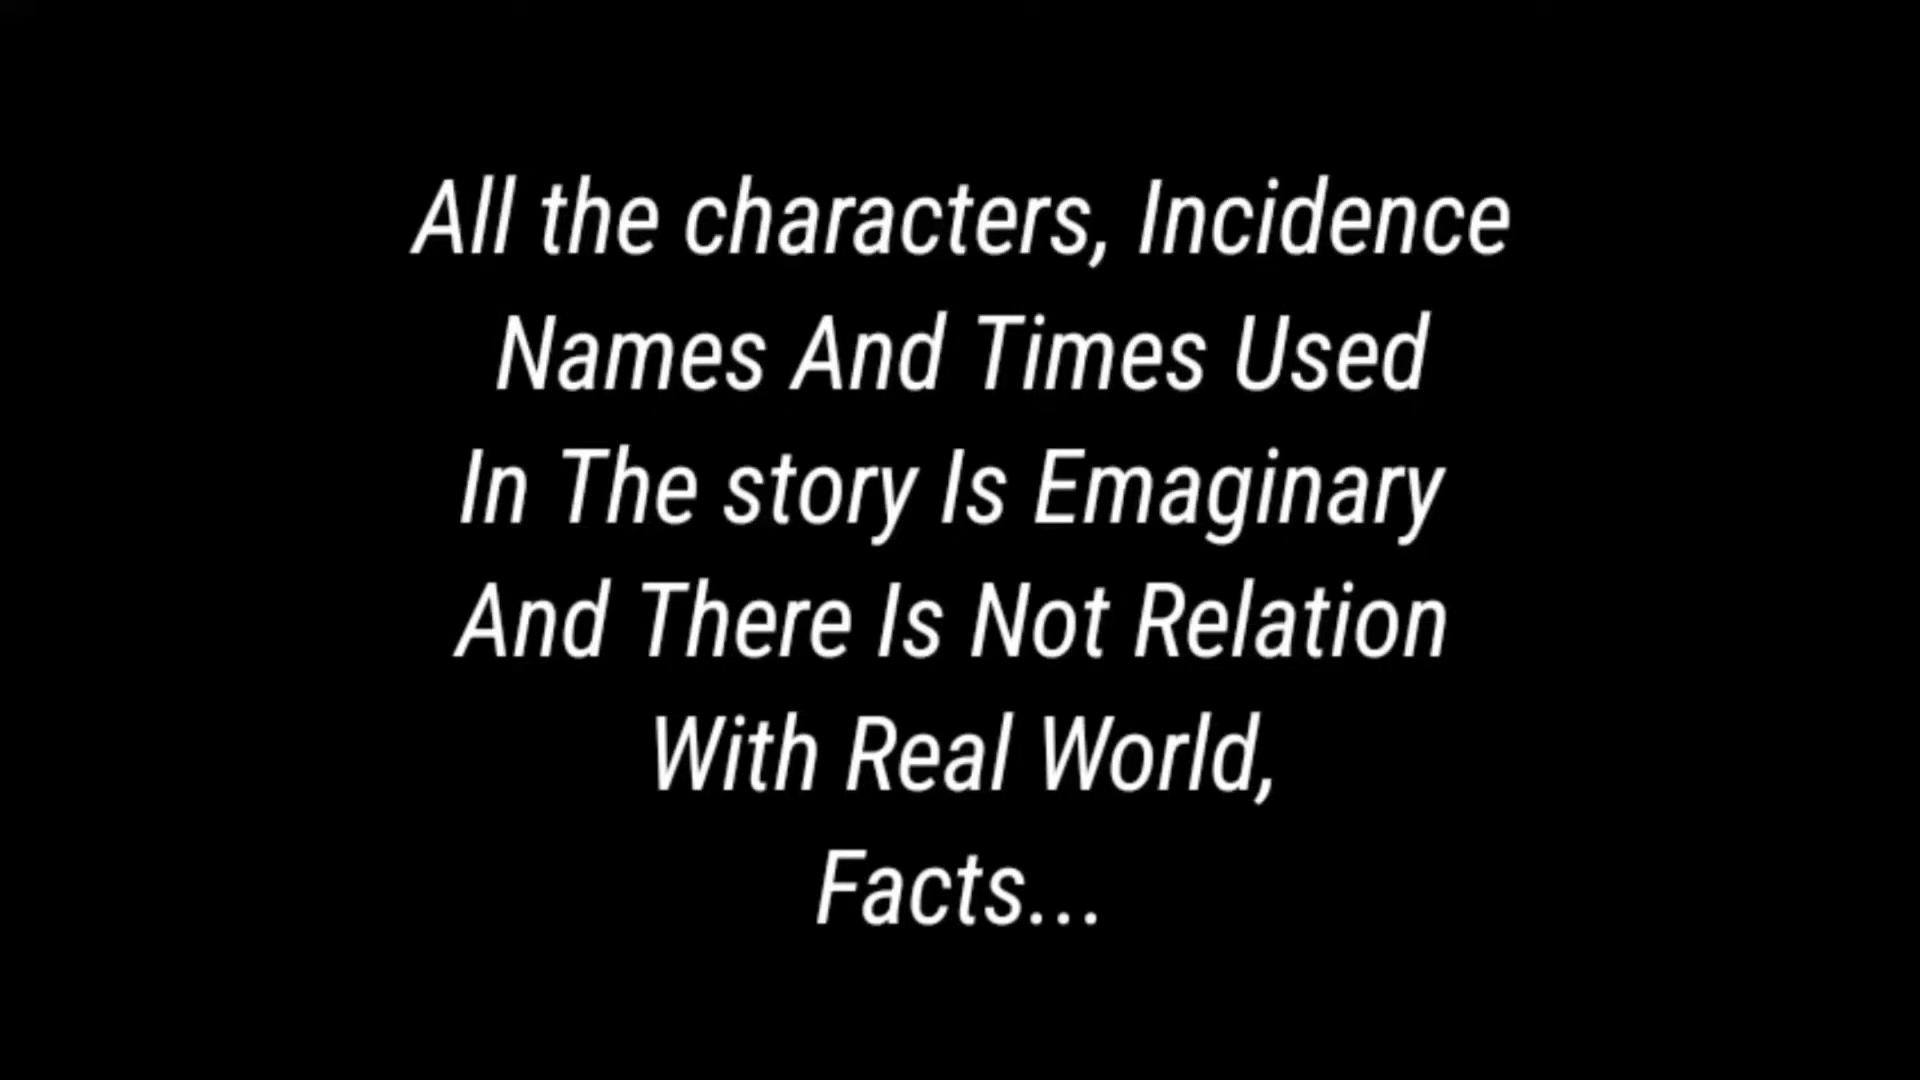 All the characters, Incidence
Names And Times Used
In The story Is Emaginary
And There Is Not Relation
With Real World,
Facts...